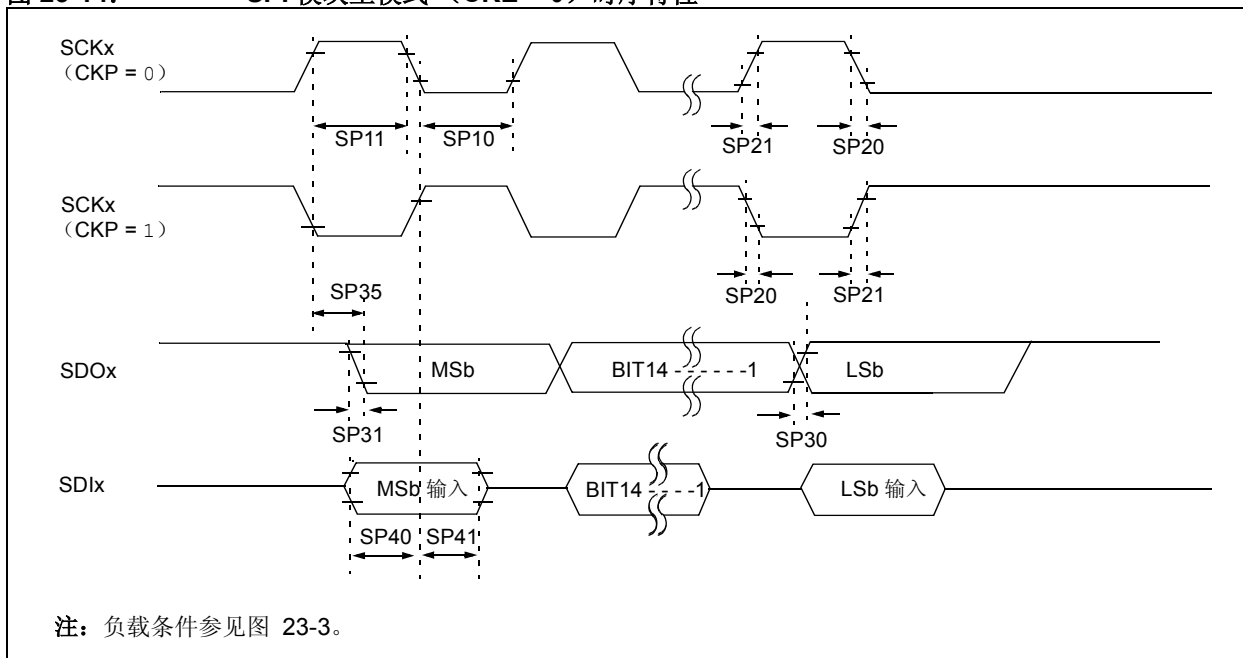 SCKx
（CKP = 0）
SP11
SP10
SP21
SP20
SCKx
（CKP = 1）
SP35
SP20
SP21
SDOx
MSb
BIT14 - - - - - -1
LSb
SP31
SP30
SDIx
MSb 输入
BIT14 - - - - -1
LSb 输入
SP40
SP41
注：负载条件参见图 23-3。